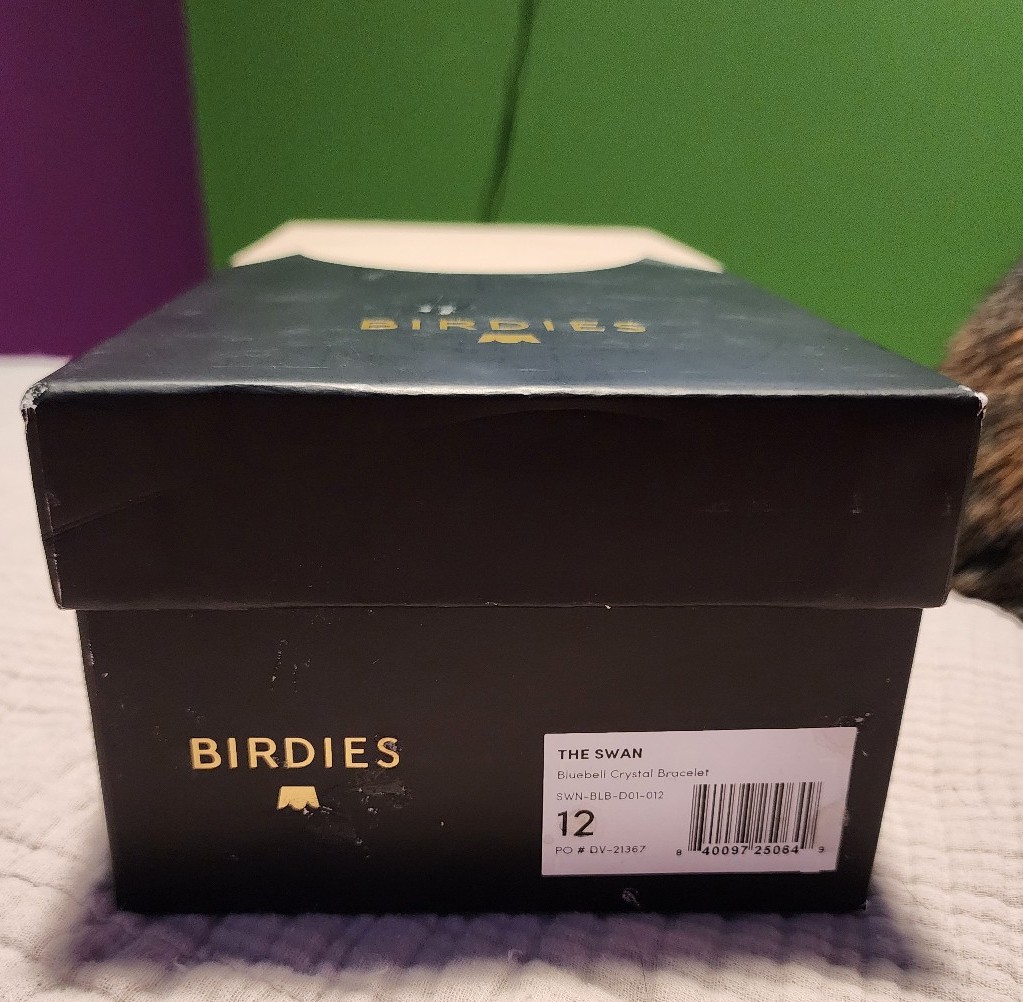 BIRDIES
BIRDIES
THE SWAN
Bluebell Crystal Bracelet
SWN-BLB-D01-012
12
PO # DV-21367
8 40097 25064 9